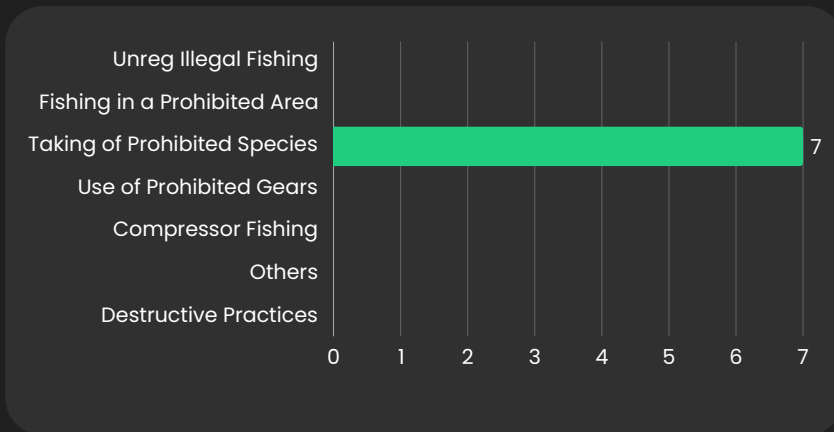 Unreg Illegal Fishing
Fishing in a Prohibited Area
Taking of Prohibited Species
7
Use of Prohibited Gears
Compressor Fishing
Others
Destructive Practices
0 1 2 3 4 5 6 7